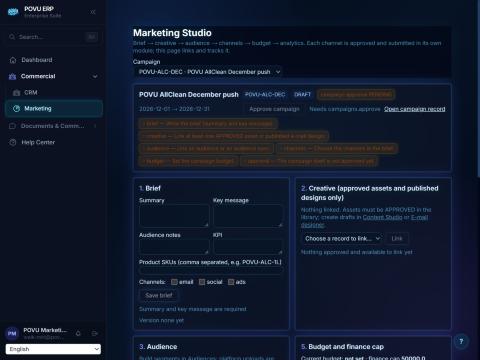 POVU ERP
Enterprise Suite
Search...
Dashboard
Commercial
CRM
Marketing
Documents & Comm...
Help Center
PM
POVU Marketi...
English
Marketing Studio
Brief → creative → audience → channels → budget → analytics. Each channel is approved and submitted in its own
module; this page links and tracks it.
Campaign
POVU-ALC-DEC · POVU AllClean December push
POVU AllClean December push
POVU-ALC-DEC
DRAFT
campaign approve PENDING
2026-12-01 → 2026-12-31
Approve campaign
Needs campaigns.approve
Open campaign record
brief — Write the brief (summary and key message).
creative — Link at least one APPROVED asset or published e-mail design.
audience — Link an audience or an audience sync.
channels — Choose the channels in the brief.
budget — Set the campaign budget.
approval — The campaign itself is not approved yet.
1. Brief
Summary
Key message
Audience notes
KPI
Product SKUs (comma separated, e.g. POVU-ALC-1L)
Channels:
email
social
ads
Save brief
Summary and key message are required
Version none yet
2. Creative (approved assets and published
designs only)
Nothing linked. Assets must be APPROVED in the
library; create drafts in Content Studio or E-mail
designer.
Choose a record to link...
Link
Nothing approved and available to link yet
3. Audience
5. Budget and finance cap
?